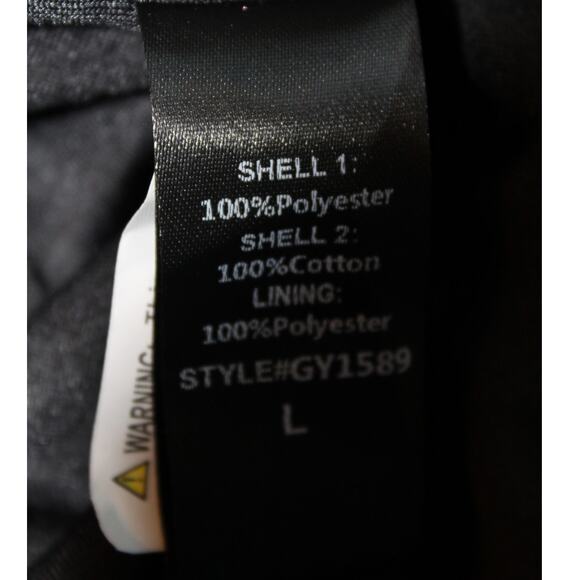 SHELL 1:
100%Polyester
SHELL 2:
100%Cotton
LINING:
100%Polyester
STYLE#GY1589
L
WARNING: